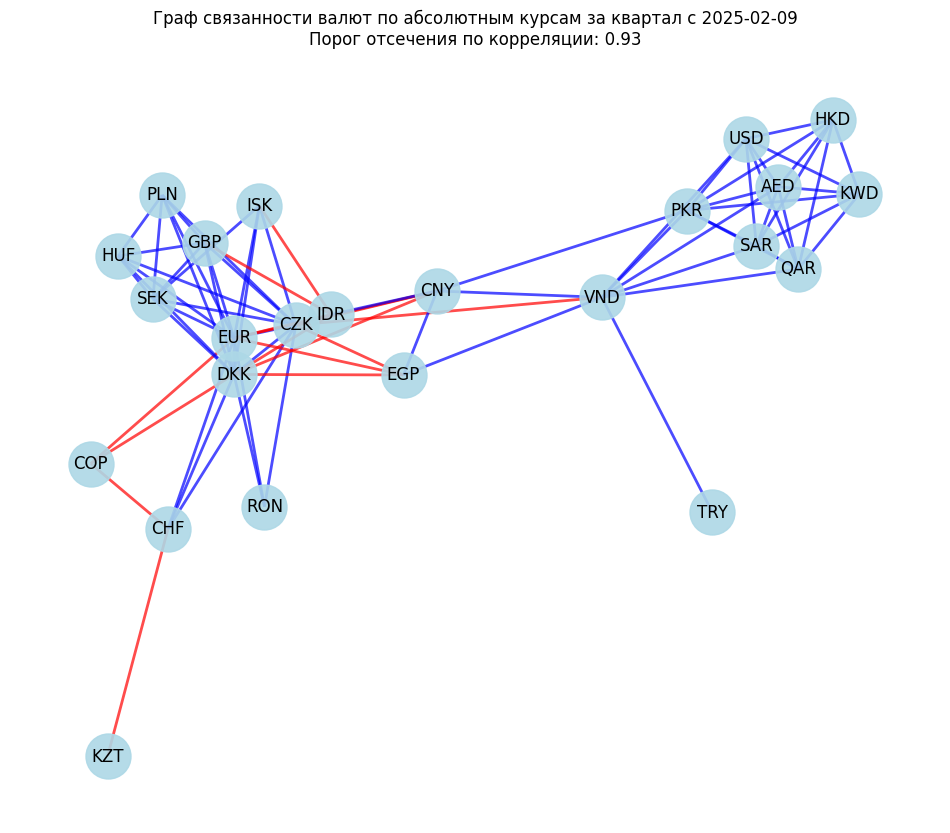 Граф связанности валют по абсолютным курсам за квартал с 2025-02-09
Порог отсечения по корреляции: 0.93
HKD
USD
AED
KWD
PLN
ISK
PKR
GBP
SAR
HUF
QAR
CNY
SEK
VND
IDR
CZK
EUR
DKK
EGP
COP
RON
TRY
CHF
KZT